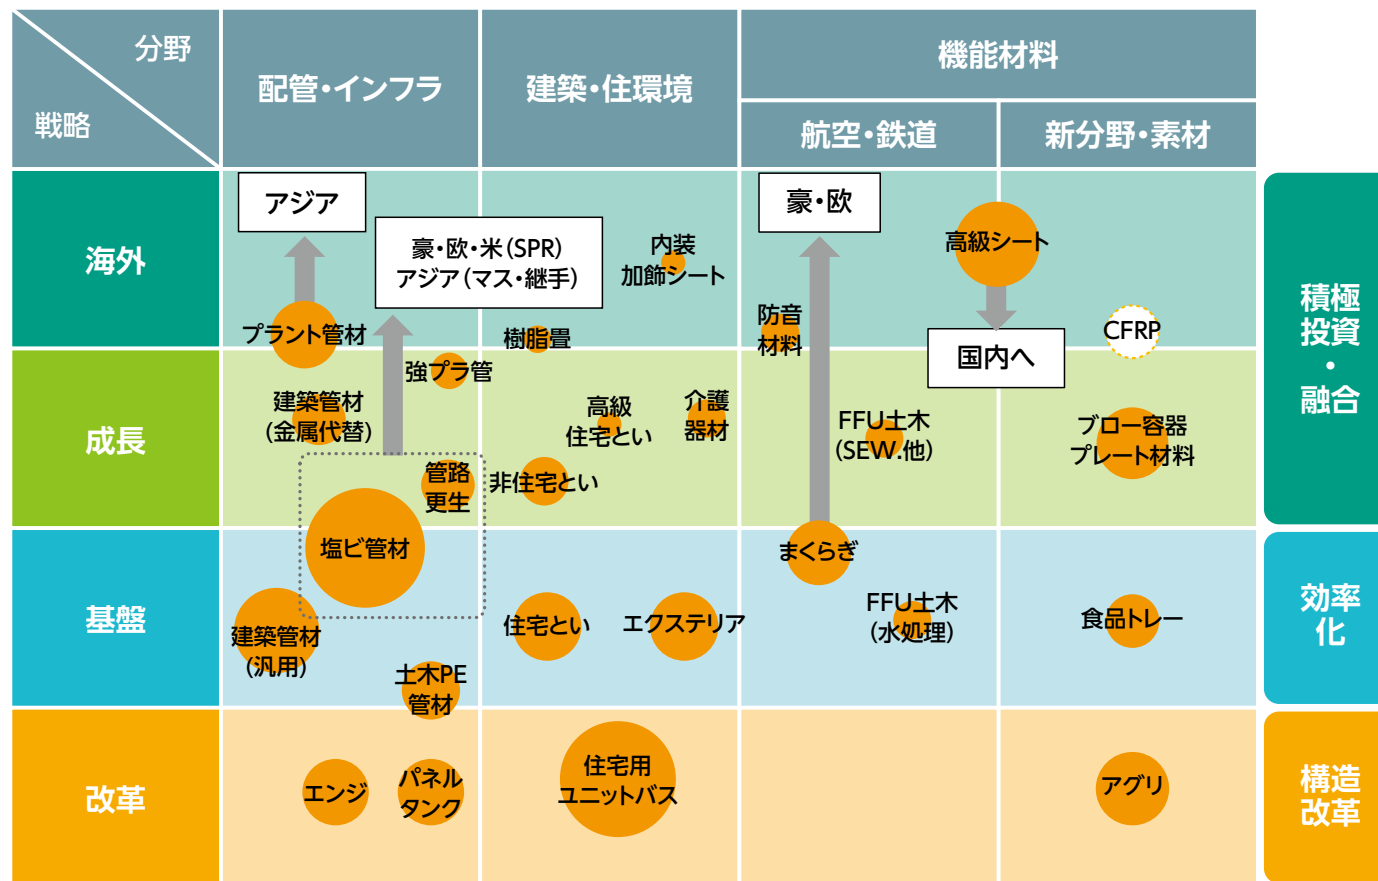 分野
戦略
配管・インフラ
建築・住環境
機能材料
航空・鉄道
新分野・素材
海外
アジア
豪・欧・米(SPR)
アジア(マス・継手)
プラント管材
内装
加飾シート
樹脂畳
豪・欧
防音
材料
高級シート
国内へ
CFRP
成長
強プラ管
建築管材
(金属代替)
管路
更生
高級
住宅とい
介護
器材
非住宅とい
FFU土木
(SEW.他)
ブロー容器
プレート材料
基盤
塩ビ管材
建築管材
(汎用)
土木PE
管材
住宅とい
エクステリア
まくらぎ
FFU土木
(水処理)
食品トレー
改革
エンジ
パネル
タンク
住宅用
ユニットバス
アグリ
積極
投資
・
融合
効率
化
構造
改革